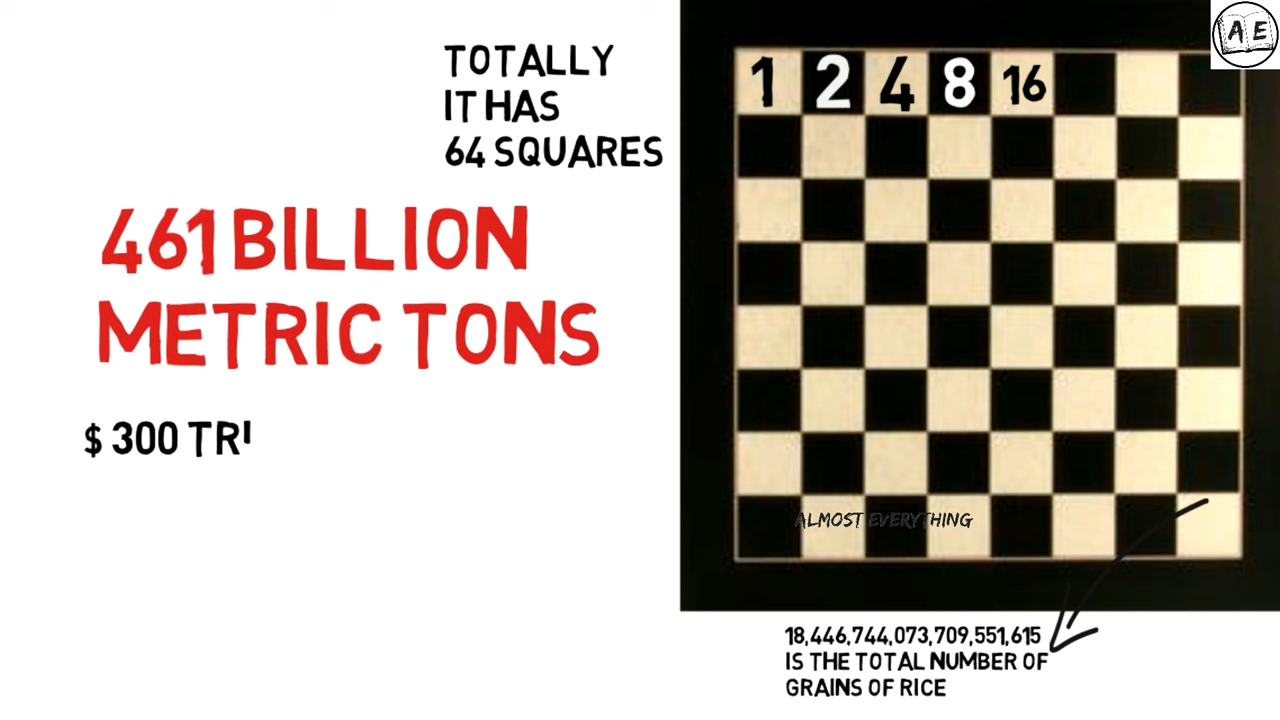 TOTALLY
IT HAS
64 SQUARES
461 BILLION
METRIC TONS
$ 300 TRI
1 2 4 8 16
A E
ALMOST EVERYTHING
18,446,744,073,709,551,615
IS THE TOTAL NUMBER OF
GRAINS OF RICE